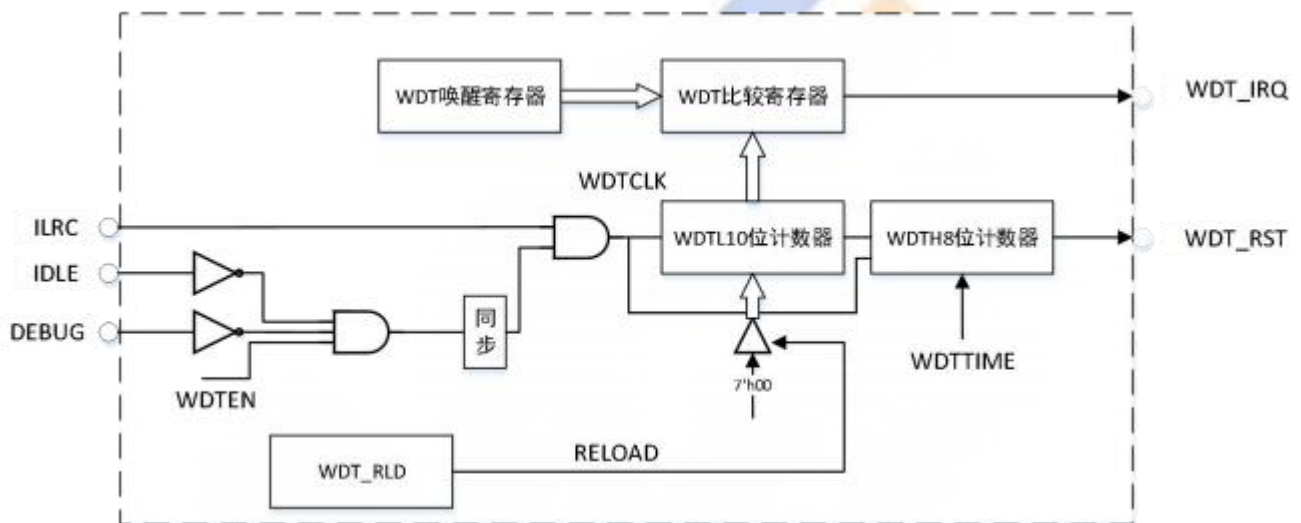 WDT唤醒寄存器
WDT比较寄存器
WDT_IRQ
WDTCLK
ILRC
WDTL10位计数器
WDTH8位计数器
WDT_RST
IDLE
同步
DEBUG
WDTTIME
7'h00
WDTEN
RELOAD
WDT_RLD